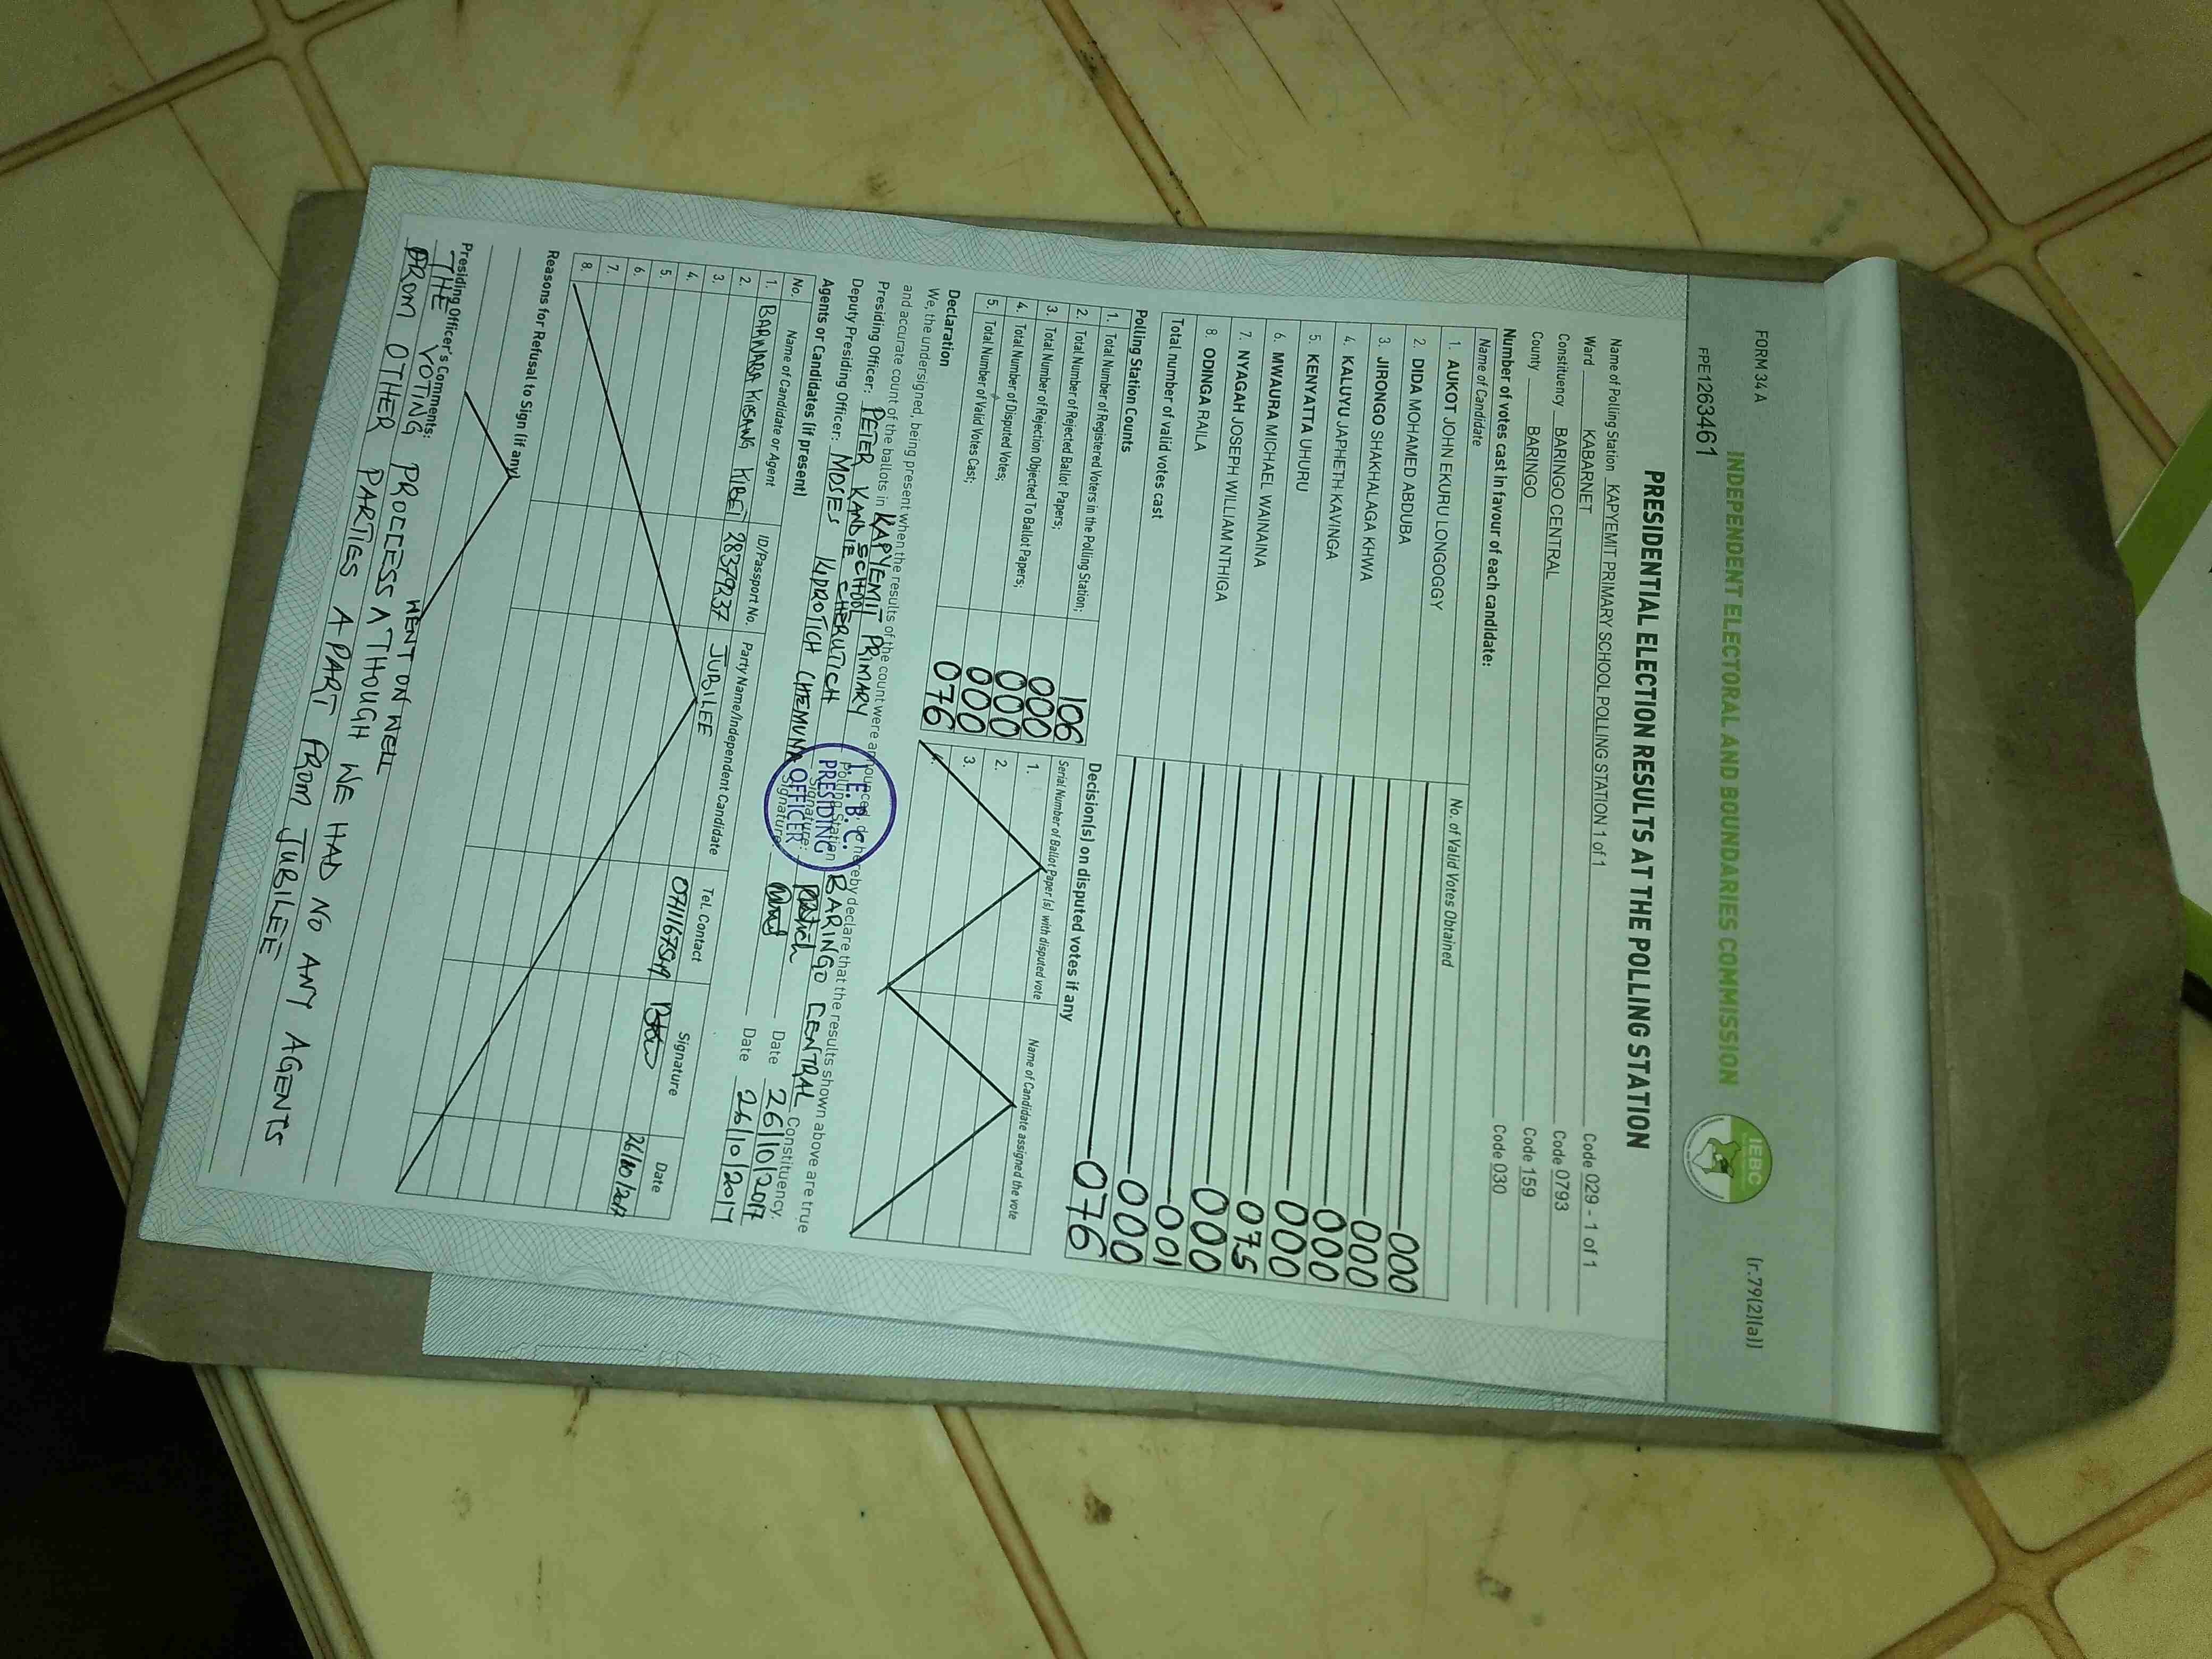 FORM 34 A
(r.79(2)(a))
FPE1263461
INDEPENDENT ELECTORAL AND BOUNDARIES COMMISSION
IEBC
PRESIDENTIAL ELECTION RESULTS AT THE POLLING STATION
Name of Polling Station KAPYEMIT PRIMARY SCHOOL POLLING STATION 1 of 1 Code 029 - 1 of 1
Ward KABARNET Code 0793
Constituency BARINGO CENTRAL Code 159
County BARINGO Code 030
Number of votes cast in favour of each candidate:
Name of Candidate No. of Valid Votes Obtained
1. AUKOT JOHN EKURU LONGOGGY 000
2. DIDA MOHAMED ABDUBA 000
3. JIRONGO SHAKHALAGA KHWA 000
4. KALUYU JAPHETH KAVINGA 000
5. KENYATTA UHURU 075
6. MWAURA MICHAEL WAINAINA 000
7. NYAGAH JOSEPH WILLIAM NTHIGA 001
8. ODINGA RAILA 000
Total number of valid votes cast 076
Polling Station Counts
1. Total Number of Registered Voters in the Polling Station; 106
2. Total Number of Rejected Ballot Papers; 000
3. Total Number of Rejection Objected To Ballot Papers; 000
4. Total Number of Disputed Votes; 000
5. Total Number of Valid Votes Cast; 076
Decision(s) on disputed votes if any
Serial Number of Ballot Paper(s) with disputed vote Name of Candidate assigned the vote
1.
2.
3.
Declaration
We, the undersigned, being present when the results of the count were announced, do hereby declare that the results shown above are true
and accurate count of the ballots in KAPYEMIT PRIMARY SCHOOL Polling Station BARINGO CENTRAL Constituency.
Presiding Officer: PETER KANDIE CHERUTICH Signature: Date 26/10/2017
Deputy Presiding Officer: MOSES KIPROTICH CHEMUNA Signature: Date 26/10/2017
I.E.B.C.
PRESIDING
OFFICER
Agents or Candidates (if present)
No. Name of Candidate or Agent ID/Passport No. Party Name/Independent Candidate Tel. Contact Signature Date
1. BARNABA KIBSANG KIBET 28379237 JUBILEE
2.
3.
4.
5.
6.
7.
8.
Reasons for Refusal to Sign (if any)
Presiding Officer's Comments:
WENT ON WELL
THE VOTING PROCCESS ATHOUGH WE HAD NO ANY AGENTS
FROM OTHER PARTIES APART FROM JUBILEE